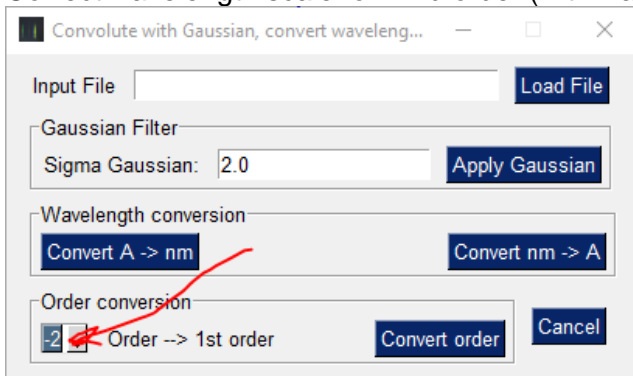 Convolute with Gaussian, convert waveleng...
Input File Load File
Gaussian Filter
Sigma Gaussian: 2.0 Apply Gaussian
Wavelength conversion
Convert A -> nm Convert nm -> A
Order conversion
-2 Order --> 1st order Convert order Cancel